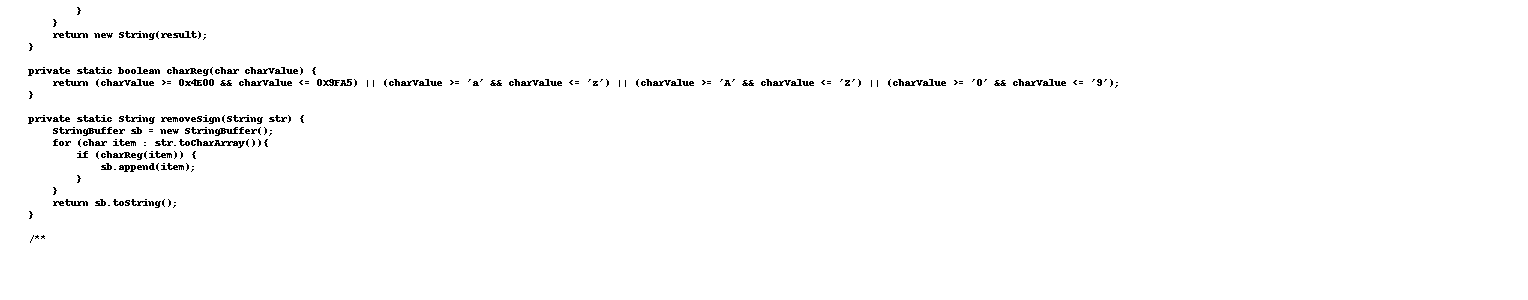 }
    }
    return new String(result);
}

private static boolean charReg(char charValue) {
    return (charValue >= 0x4E00 && charValue <= 0X9FA5) || (charValue >= 'a' && charValue <= 'z') || (charValue >= 'A' && charValue <= 'Z') || (charValue >= '0' && charValue <= '9');
}

private static String removeSign(String str) {
    StringBuffer sb = new StringBuffer();
    for (char item : str.toCharArray()){
        if (charReg(item)) {
            sb.append(item);
        }
    }
    return sb.toString();
}

/**